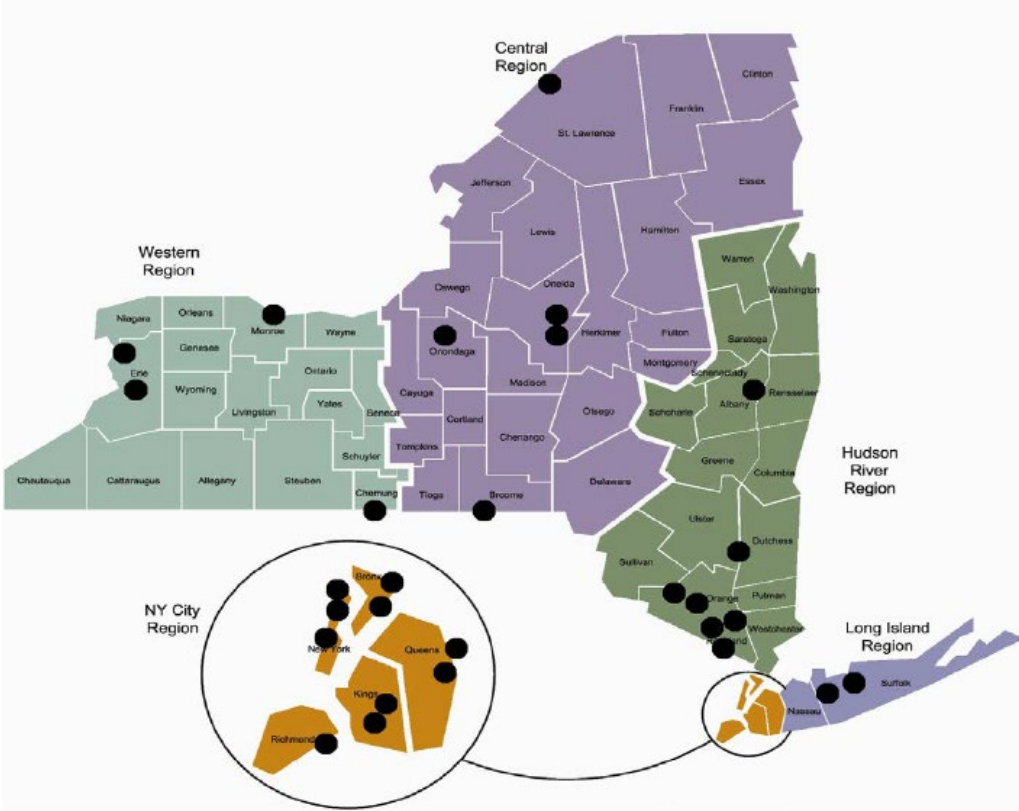 Central
Region
Clinton
Franklin
St. Lawrence
Essex
Jefferson
Lewis
Hamilton
Western
Region
Warren
Washington
Oswego
Oneida
Niagara
Orleans
Monroe
Wayne
Herkimer
Fulton
Saratoga
Genesee
Onondaga
Montgomery
Erie
Ontario
Madison
Schenectady
Wyoming
Livingston
Yates
Seneca
Cayuga
Cortland
Otsego
Schoharie
Albany
Rensselaer
Tompkins
Chenango
Schuyler
Greene
Columbia
Hudson
River
Region
Chautauqua
Cattaraugus
Allegany
Steuben
Chemung
Tioga
Broome
Delaware
Ulster
Dutchess
Sullivan
Orange
Putman
Westchester
NY City
Region
Bronx
New York
Queens
Kings
Richmond
Long Island
Region
Nassau
Suffolk